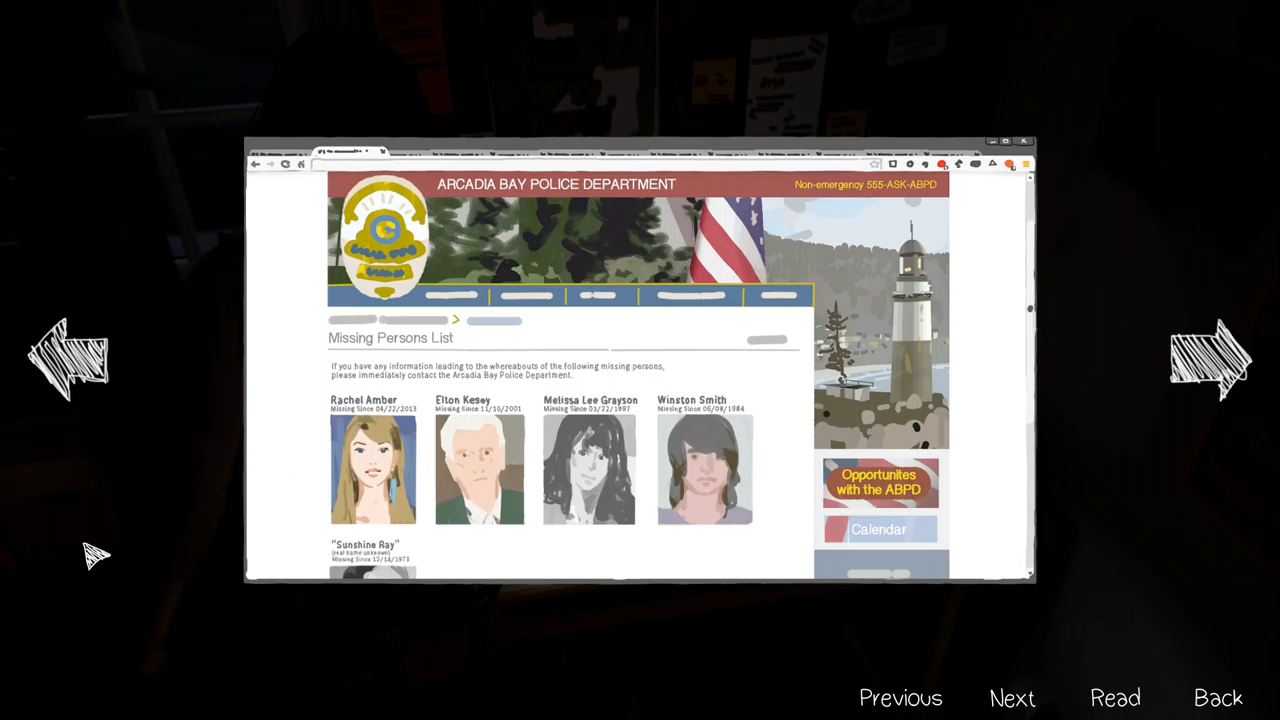 ARCADIA BAY POLICE DEPARTMENT
Non-emergency 555-ASK-ABPD
Missing Persons List
If you have any information leading to the whereabouts of the following missing persons,
please immediately contact the Arcadia Bay Police Department.
Rachel Amber
Missing Since 04/22/2013
Elton Kesey
Missing Since 11/10/2001
Melissa Lee Grayson
Missing Since 03/22/1997
Winston Smith
Missing Since 06/08/1984
"Sunshine Ray"
(real name unknown)
Missing Since 12/14/1973
Opportunites
with the ABPD
Calendar
Previous
Next
Read
Back